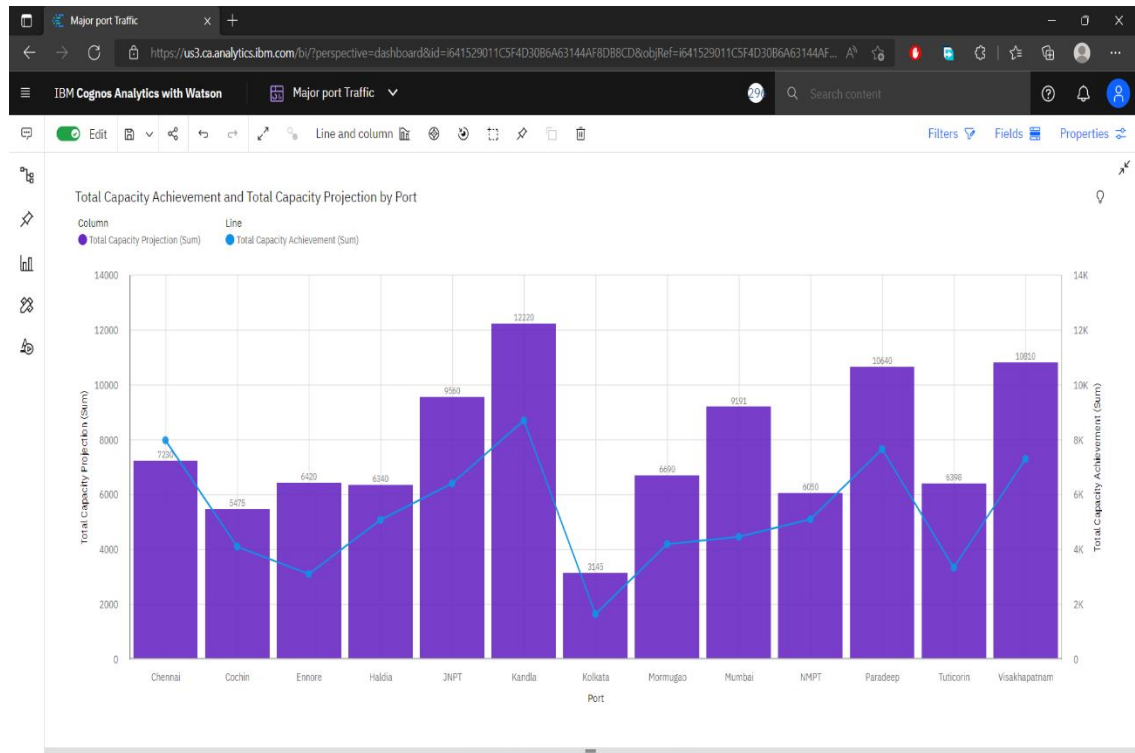 Major port Traffic
https://us3.ca.analytics.ibm.com/bi/?perspective=dashboard&id=i641529011C5F4D30B6A63144AF8DB8CD&objRef=i641529011C5F4D30B6A63144AF...
IBM Cognos Analytics with Watson Major port Traffic Search content
Edit Line and column Filters Fields Properties
Total Capacity Achievement and Total Capacity Projection by Port
Column Line
Total Capacity Projection (Sum) Total Capacity Achievement (Sum)
14000 14K
12220
12000 12K
10640 10810
10000 10K
9560 9191
8000 8K
7230
6690
6420 6340 6398
6050
6000 6K
5475
4000 4K
3145
2000 2K
0 0
Total Capacity Projection (Sum)
Total Capacity Achievement (Sum)
Chennai Cochin Ennore Haldia JNPT Kandla Kolkata Mormugao Mumbai NMPT Paradeep Tuticorin Visakhapatnam
Port